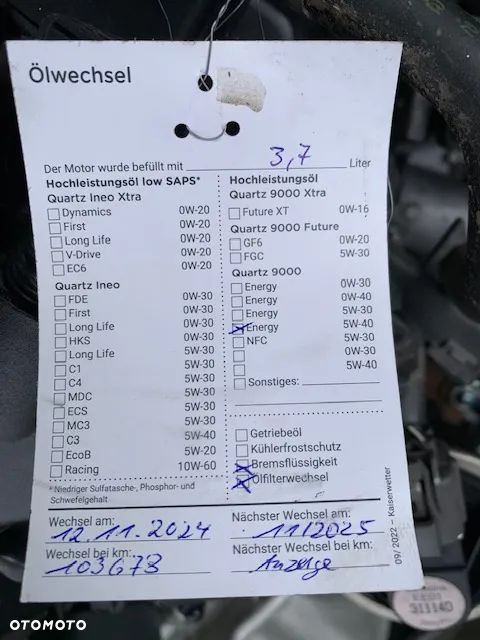 Ölwechsel
Der Motor wurde befüllt mit 3,7 Liter
Hochleistungsöl low SAPS*
Quartz Ineo Xtra
Dynamics 0W-20
First 0W-20
Long Life 0W-20
V-Drive 0W-20
EC6 0W-20
Quartz Ineo
FDE 0W-30
First 0W-30
Long Life 0W-30
HKS 0W-30
Long Life 5W-30
C1 5W-30
C4 5W-30
MDC 5W-30
ECS 5W-30
MC3 5W-30
C3 5W-40
EcoB 5W-20
Racing 10W-60
* Niedriger Sulfatasche-, Phosphor- und
Schwefelgehalt
Hochleistungsöl
Quartz 9000 Xtra
Future XT 0W-16
Quartz 9000 Future
GF6 0W-20
FGC 5W-30
Quartz 9000
Energy 0W-30
Energy 0W-40
Energy 5W-30
Energy 5W-40
NFC 5W-30
0W-30
5W-40
Sonstiges:
Getriebeöl
Kühlerfrostschutz
Bremsflüssigkeit
Ölfilterwechsel
Wechsel am:
12.11.2024
Nächster Wechsel am:
11/2025
Wechsel bei km:
103678
Nächster Wechsel bei km:
Anzeige
09/2022 – Kaiserwetter
311140
OTOMOTO